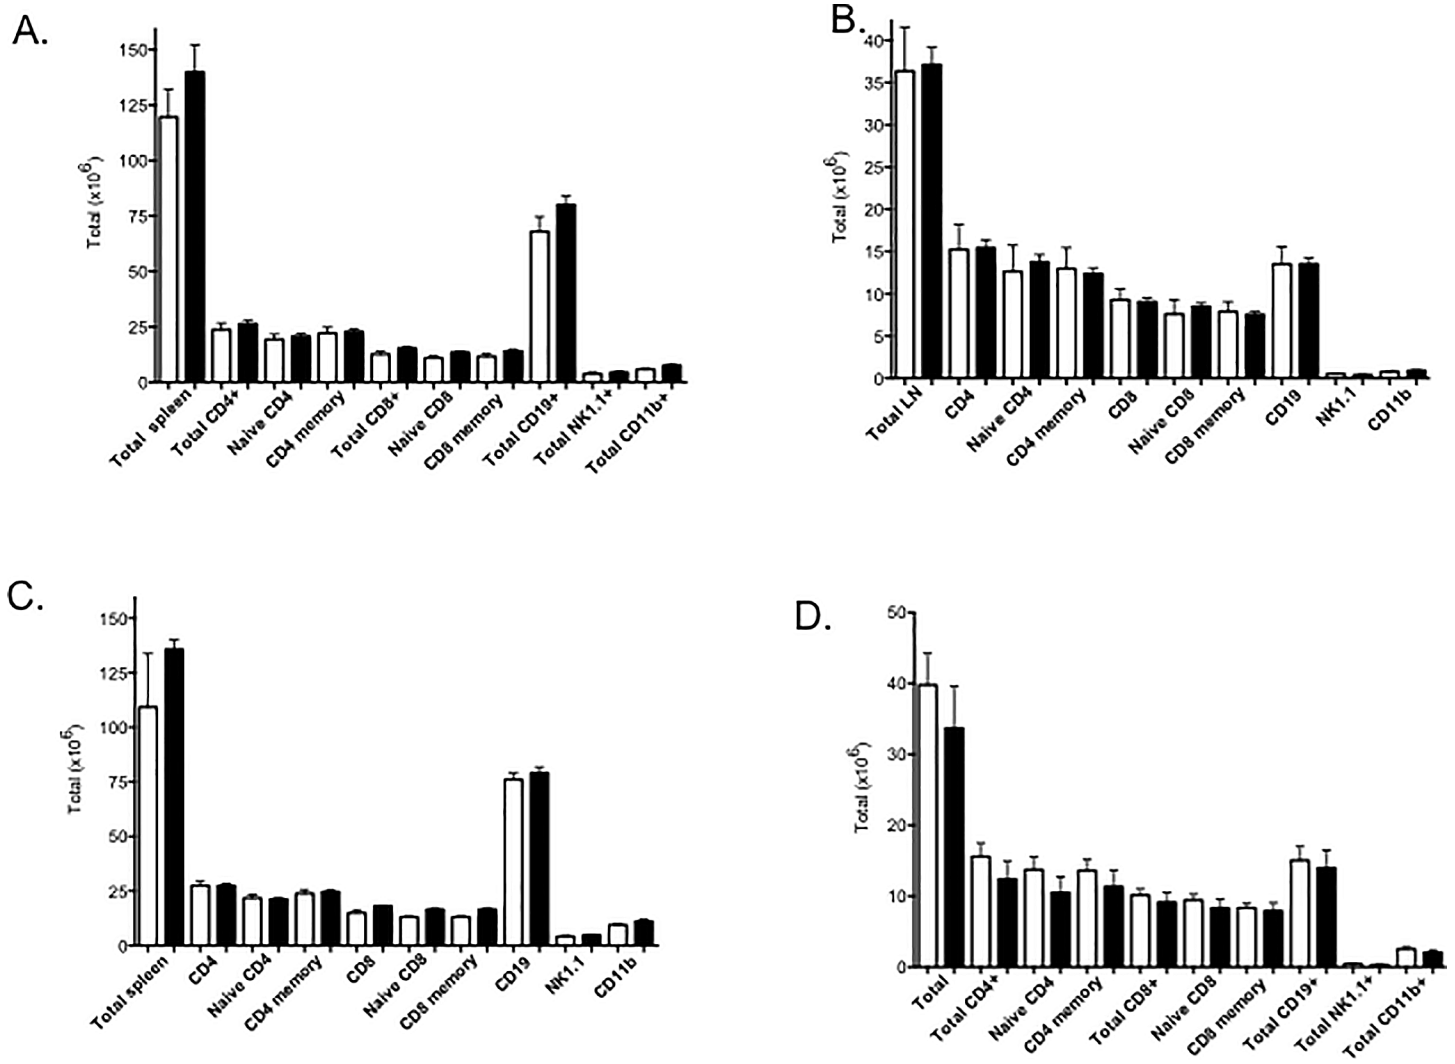 A.
Total (x10⁶)
150
125
100
75
50
25
0
Total spleen
Total CD4+
Naive CD4
CD4 memory
Total CD8+
Naive CD8
CD8 memory
Total CD19+
Total NK1.1+
Total CD11b+
B.
Total (x10⁶)
40
35
30
25
20
15
10
5
0
Total LN
CD4
Naive CD4
CD4 memory
CD8
Naive CD8
CD8 memory
CD19
NK1.1
CD11b
C.
Total (x10⁶)
150
125
100
75
50
25
0
Total spleen
CD4
Naive CD4
CD4 memory
CD8
Naive CD8
CD8 memory
CD19
NK1.1
CD11b
D.
Total (x10⁶)
50
40
30
20
10
0
Total
Total CD4+
Naive CD4
CD4 memory
Total CD8+
Naive CD8
CD8 memory
Total CD19+
Total NK1.1+
Total CD11b+